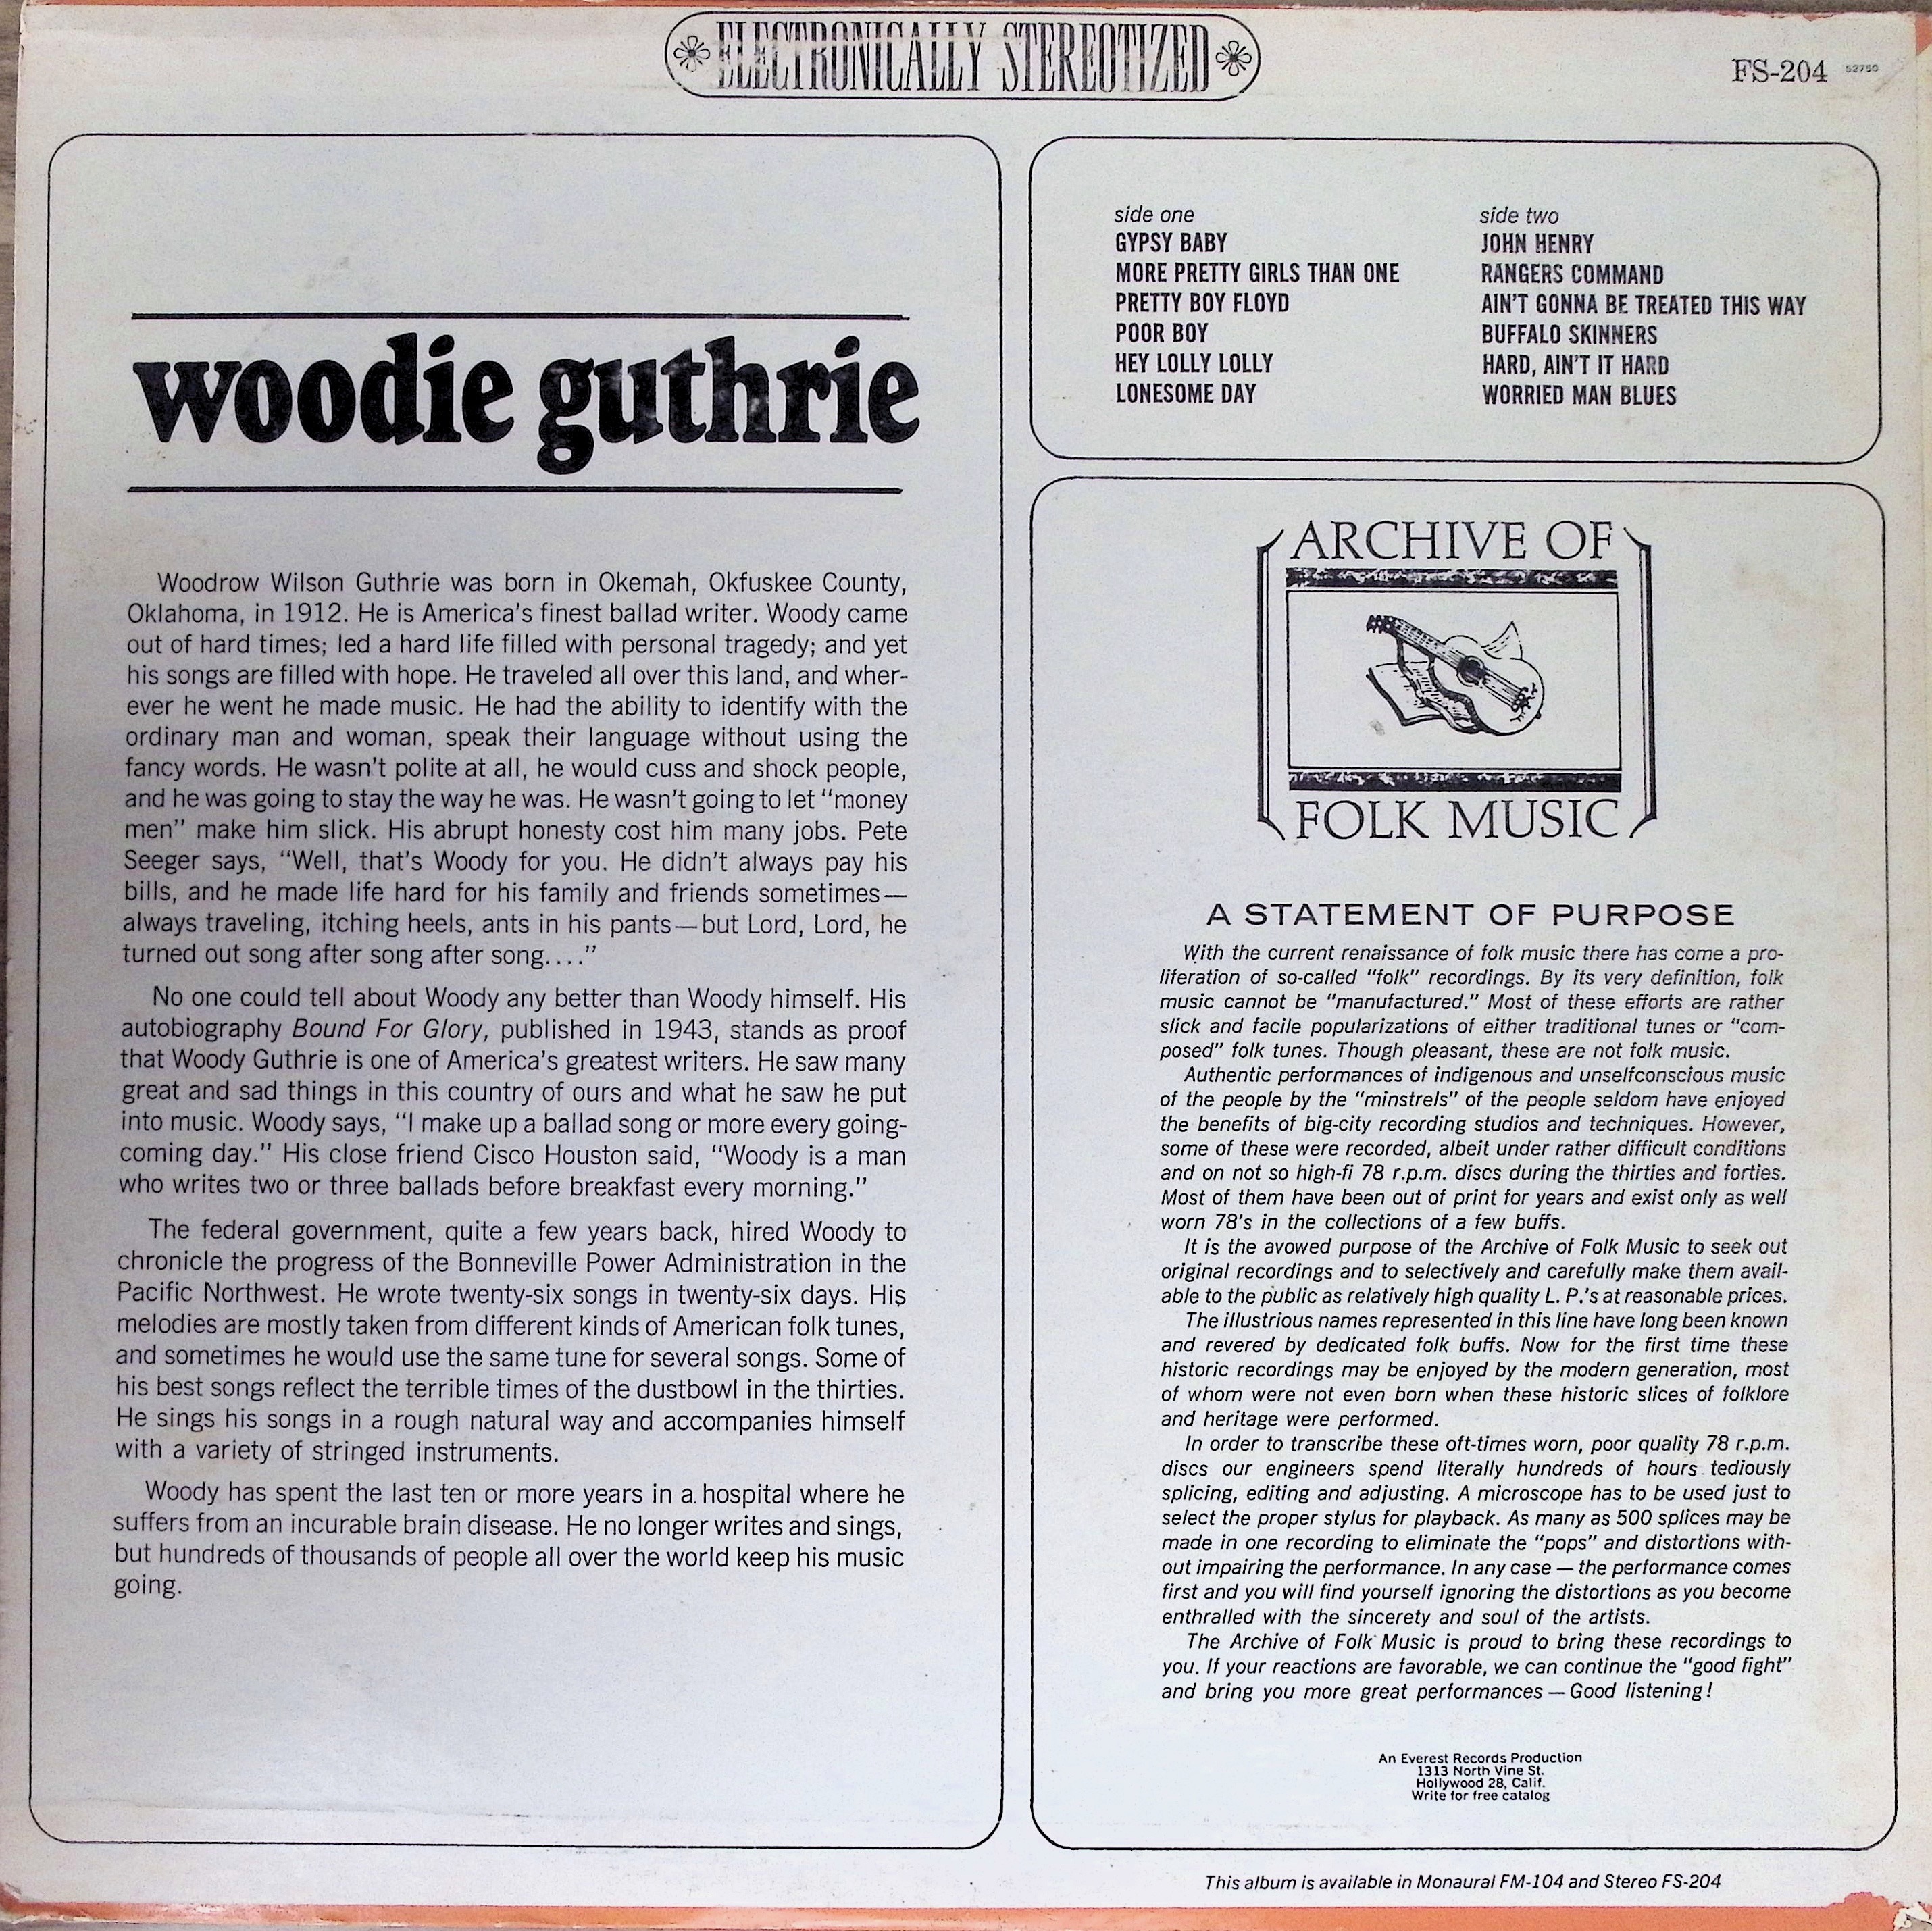 ELECTRONICALLY STEREOTIZED
FS-204 52750
woodie guthrie
Woodrow Wilson Guthrie was born in Okemah, Okfuskee County,
Oklahoma, in 1912. He is America's finest ballad writer. Woody came
out of hard times; led a hard life filled with personal tragedy; and yet
his songs are filled with hope. He traveled all over this land, and wher-
ever he went he made music. He had the ability to identify with the
ordinary man and woman, speak their language without using the
fancy words. He wasn't polite at all, he would cuss and shock people,
and he was going to stay the way he was. He wasn't going to let "money
men" make him slick. His abrupt honesty cost him many jobs. Pete
Seeger says, "Well, that's Woody for you. He didn't always pay his
bills, and he made life hard for his family and friends sometimes—
always traveling, itching heels, ants in his pants—but Lord, Lord, he
turned out song after song after song...."
No one could tell about Woody any better than Woody himself. His
autobiography Bound For Glory, published in 1943, stands as proof
that Woody Guthrie is one of America's greatest writers. He saw many
great and sad things in this country of ours and what he saw he put
into music. Woody says, "I make up a ballad song or more every going-
coming day." His close friend Cisco Houston said, "Woody is a man
who writes two or three ballads before breakfast every morning."
The federal government, quite a few years back, hired Woody to
chronicle the progress of the Bonneville Power Administration in the
Pacific Northwest. He wrote twenty-six songs in twenty-six days. His
melodies are mostly taken from different kinds of American folk tunes,
and sometimes he would use the same tune for several songs. Some of
his best songs reflect the terrible times of the dustbowl in the thirties.
He sings his songs in a rough natural way and accompanies himself
with a variety of stringed instruments.
Woody has spent the last ten or more years in a hospital where he
suffers from an incurable brain disease. He no longer writes and sings,
but hundreds of thousands of people all over the world keep his music
going.
side one
GYPSY BABY
MORE PRETTY GIRLS THAN ONE
PRETTY BOY FLOYD
POOR BOY
HEY LOLLY LOLLY
LONESOME DAY
side two
JOHN HENRY
RANGERS COMMAND
AIN'T GONNA BE TREATED THIS WAY
BUFFALO SKINNERS
HARD, AIN'T IT HARD
WORRIED MAN BLUES
ARCHIVE OF
FOLK MUSIC
A STATEMENT OF PURPOSE
With the current renaissance of folk music there has come a pro-
liferation of so-called "folk" recordings. By its very definition, folk
music cannot be "manufactured." Most of these efforts are rather
slick and facile popularizations of either traditional tunes or "com-
posed" folk tunes. Though pleasant, these are not folk music.
Authentic performances of indigenous and unselfconscious music
of the people by the "minstrels" of the people seldom have enjoyed
the benefits of big-city recording studios and techniques. However,
some of these were recorded, albeit under rather difficult conditions
and on not so high-fi 78 r.p.m. discs during the thirties and forties.
Most of them have been out of print for years and exist only as well
worn 78's in the collections of a few buffs.
It is the avowed purpose of the Archive of Folk Music to seek out
original recordings and to selectively and carefully make them avail-
able to the public as relatively high quality L. P.'s at reasonable prices.
The illustrious names represented in this line have long been known
and revered by dedicated folk buffs. Now for the first time these
historic recordings may be enjoyed by the modern generation, most
of whom were not even born when these historic slices of folklore
and heritage were performed.
In order to transcribe these oft-times worn, poor quality 78 r.p.m.
discs our engineers spend literally hundreds of hours tediously
splicing, editing and adjusting. A microscope has to be used just to
select the proper stylus for playback. As many as 500 splices may be
made in one recording to eliminate the "pops" and distortions with-
out impairing the performance. In any case — the performance comes
first and you will find yourself ignoring the distortions as you become
enthralled with the sincerety and soul of the artists.
The Archive of Folk Music is proud to bring these recordings to
you. If your reactions are favorable, we can continue the "good fight"
and bring you more great performances — Good listening!
An Everest Records Production
1313 North Vine St.
Hollywood 28, Calif.
Write for free catalog
This album is available in Monaural FM-104 and Stereo FS-204